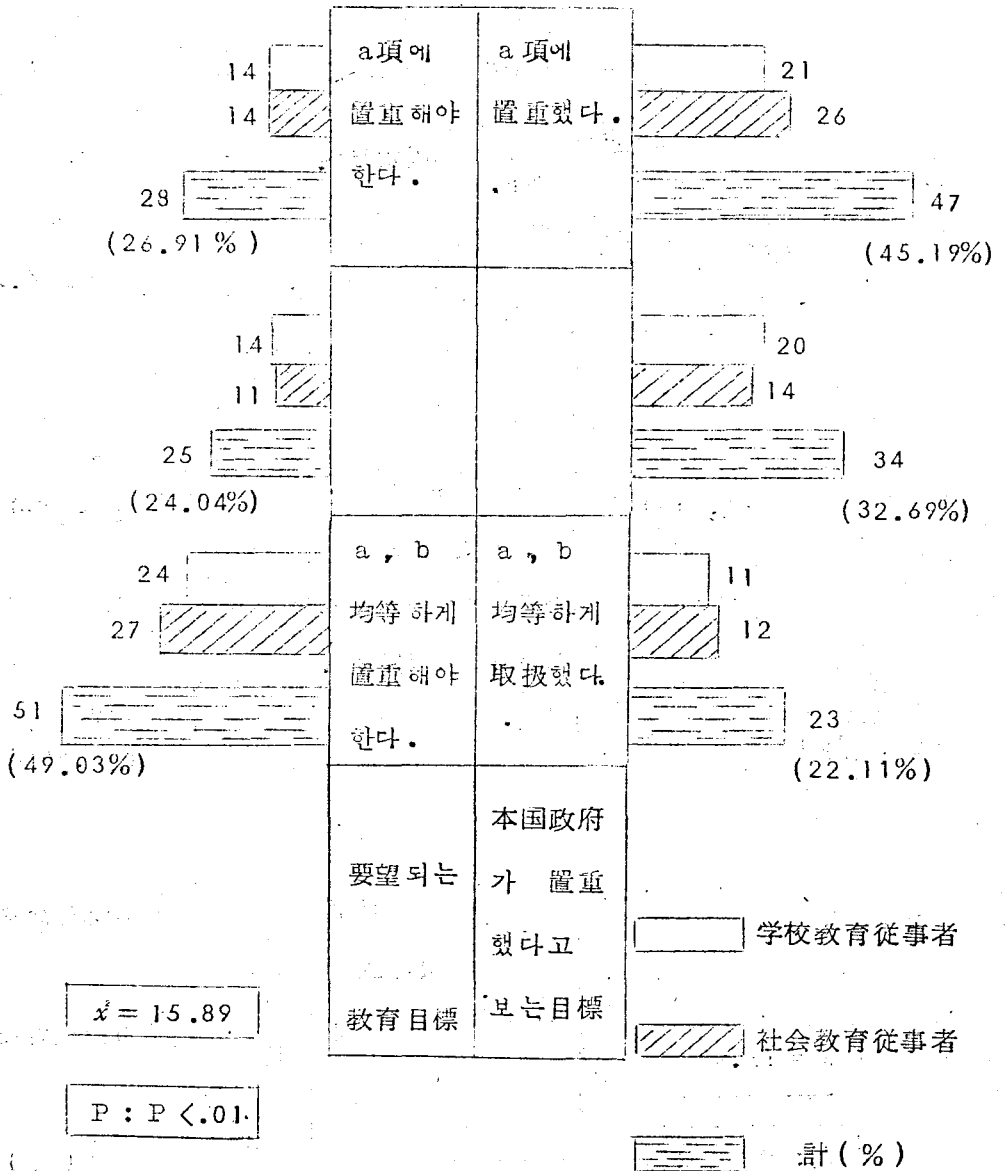 a項에
置重해야
한다.
a項에
置重했다.
14
14
28
(26.91%)
21
26
47
(45.19%)
14
11
25
(24.04%)
20
14
34
(32.69%)
a, b
均等하게
置重해야
한다.
a, b
均等하게
取扱했다.
24
27
51
(49.03%)
11
12
23
(22.11%)
要望되는
教育目標
本国政府
가 置重
했다고
보는目標
学校教育従事者
社会教育従事者
計(%)
x² = 15.89
P : P <.01